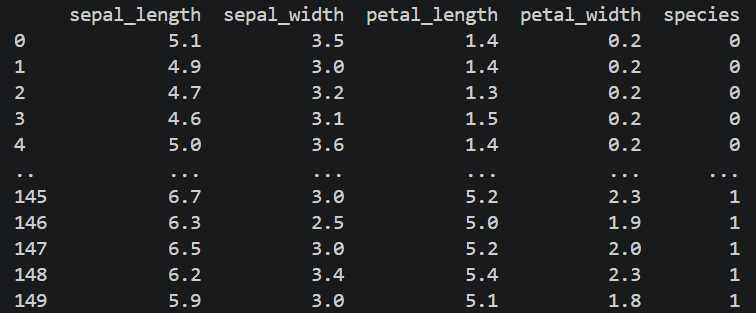 sepal_length sepal_width petal_length petal_width species
0 5.1 3.5 1.4 0.2 0
1 4.9 3.0 1.4 0.2 0
2 4.7 3.2 1.3 0.2 0
3 4.6 3.1 1.5 0.2 0
4 5.0 3.6 1.4 0.2 0
.. ... ... ... ... ...
145 6.7 3.0 5.2 2.3 1
146 6.3 2.5 5.0 1.9 1
147 6.5 3.0 5.2 2.0 1
148 6.2 3.4 5.4 2.3 1
149 5.9 3.0 5.1 1.8 1